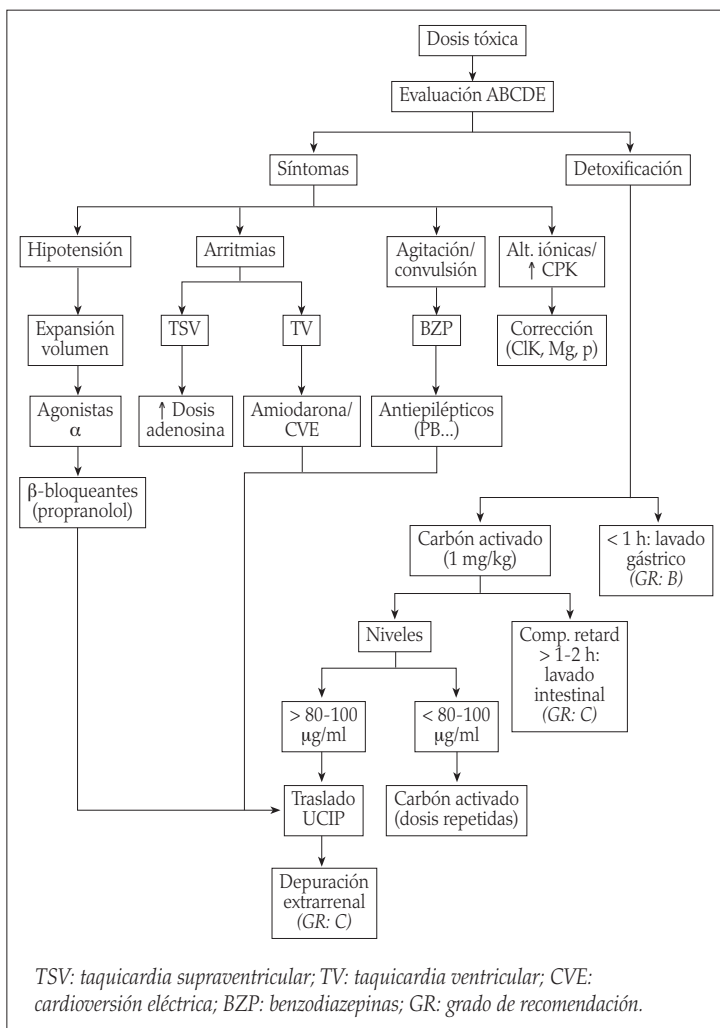 Dosis tóxica
Evaluación ABCDE
Síntomas
Detoxificación
Hipotensión
Arritmias
Agitación/
convulsión
Alt. iónicas/
↑ CPK
Expansión
volumen
TSV
TV
BZP
Corrección
(ClK, Mg, p)
Agonistas
α
↑ Dosis
adenosina
Amiodarona/
CVE
Antiepilépticos
(PB...)
β-bloqueantes
(propranolol)
Carbón activado
(1 mg/kg)
< 1 h: lavado
gástrico
(GR: B)
Niveles
Comp. retard
> 1-2 h:
lavado
intestinal
(GR: C)
> 80-100
µg/ml
< 80-100
µg/ml
Traslado
UCIP
Carbón activado
(dosis repetidas)
Depuración
extrarrenal
(GR: C)
TSV: taquicardia supraventricular; TV: taquicardia ventricular; CVE:
cardioversión eléctrica; BZP: benzodiazepinas; GR: grado de recomendación.